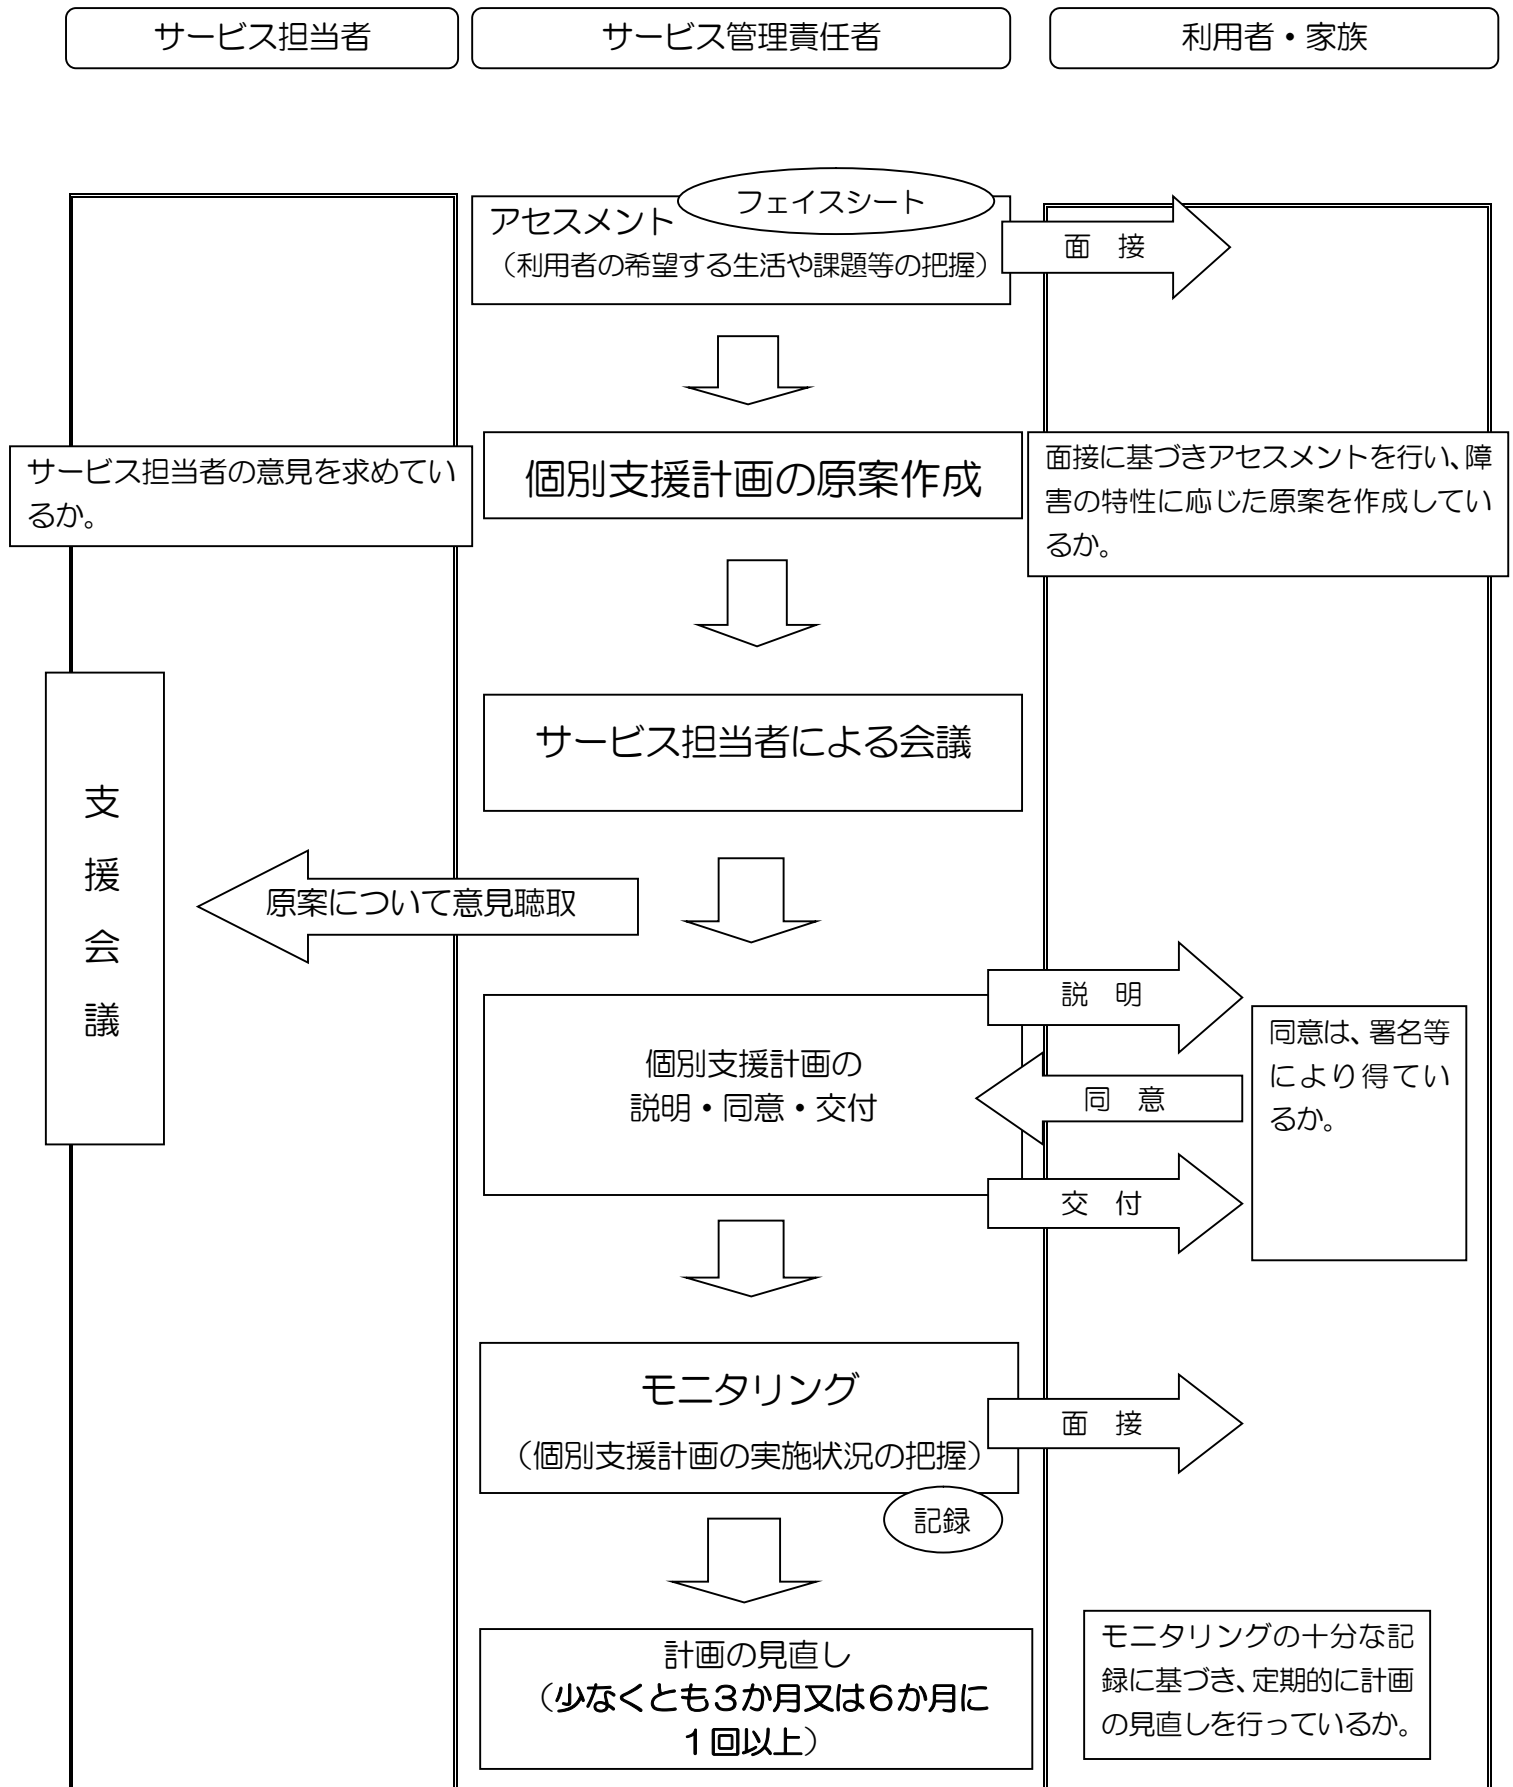 サービス担当者
サービス管理責任者
利用者・家族
フェイスシート
アセスメント
（利用者の希望する生活や課題等の把握）
面　接
サービス担当者の意見を求めてい
るか。
個別支援計画の原案作成
面接に基づきアセスメントを行い、障
害の特性に応じた原案を作成してい
るか。
サービス担当者による会議
支援会議
原案について意見聴取
個別支援計画の
説明・同意・交付
説　明
同　意
交　付
同意は、署名等
により得てい
るか。
モニタリング
（個別支援計画の実施状況の把握）
面　接
記録
計画の見直し
（少なくとも３か月又は６か月に
１回以上）
モニタリングの十分な記
録に基づき、定期的に計画
の見直しを行っているか。